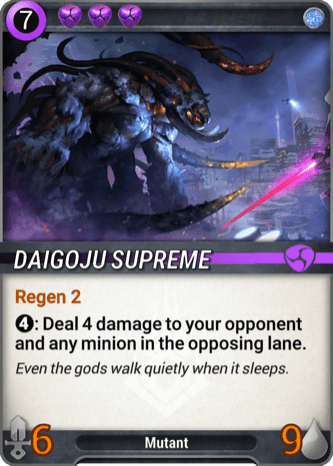 7
DAIGOJU SUPREME
Regen 2
4: Deal 4 damage to your opponent
and any minion in the opposing lane.
Even the gods walk quietly when it sleeps.
6 Mutant 9